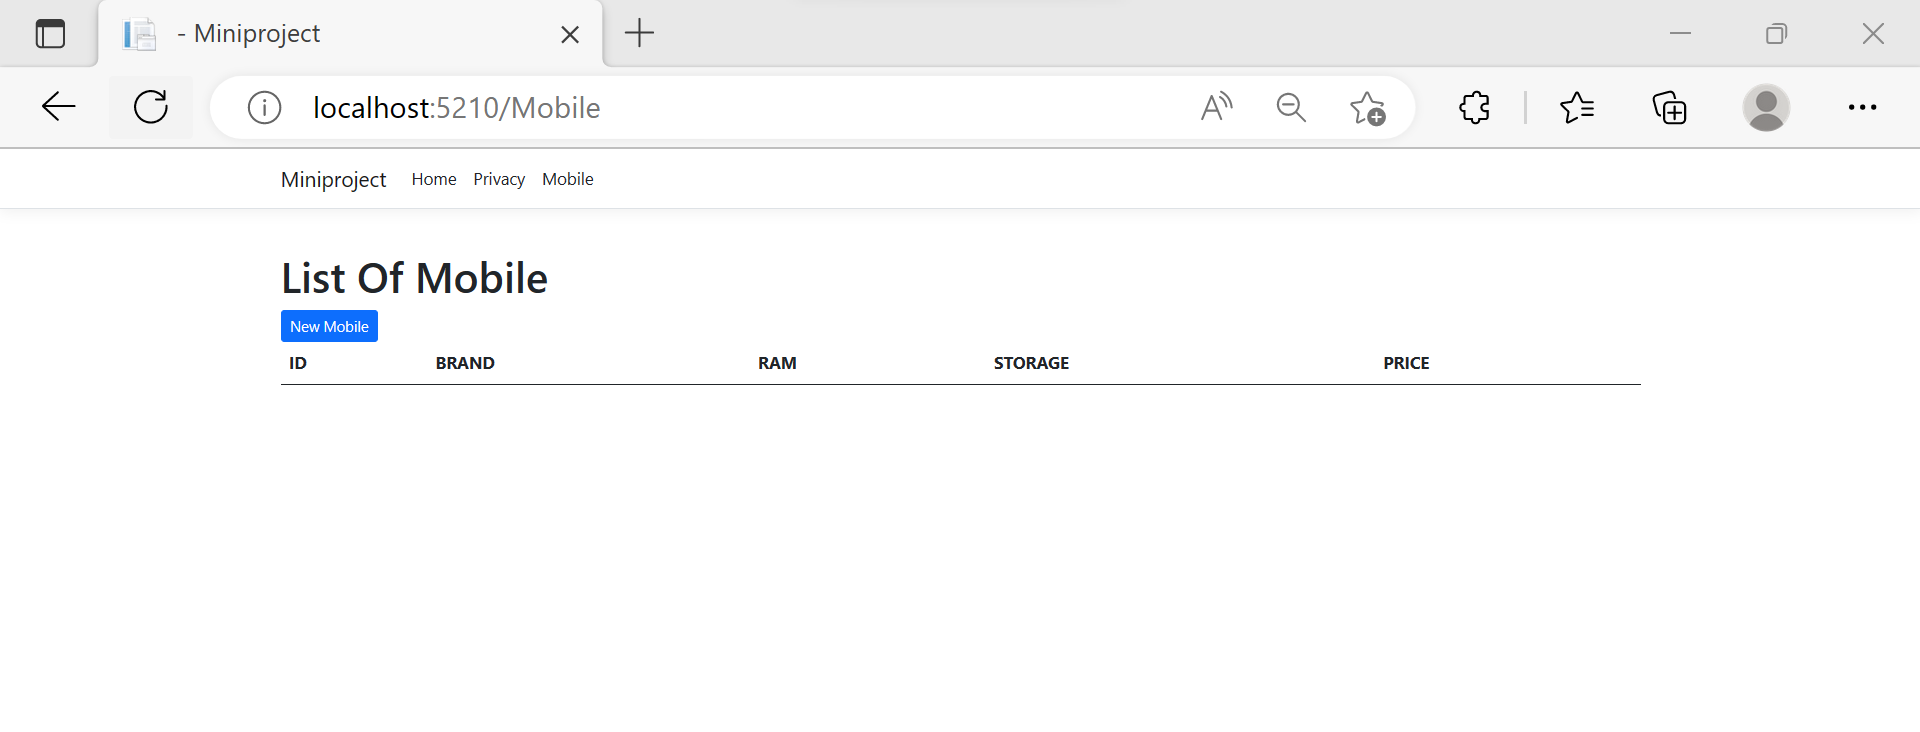 - Miniproject
localhost:5210/Mobile
Miniproject Home Privacy Mobile
List Of Mobile
New Mobile
ID BRAND RAM STORAGE PRICE